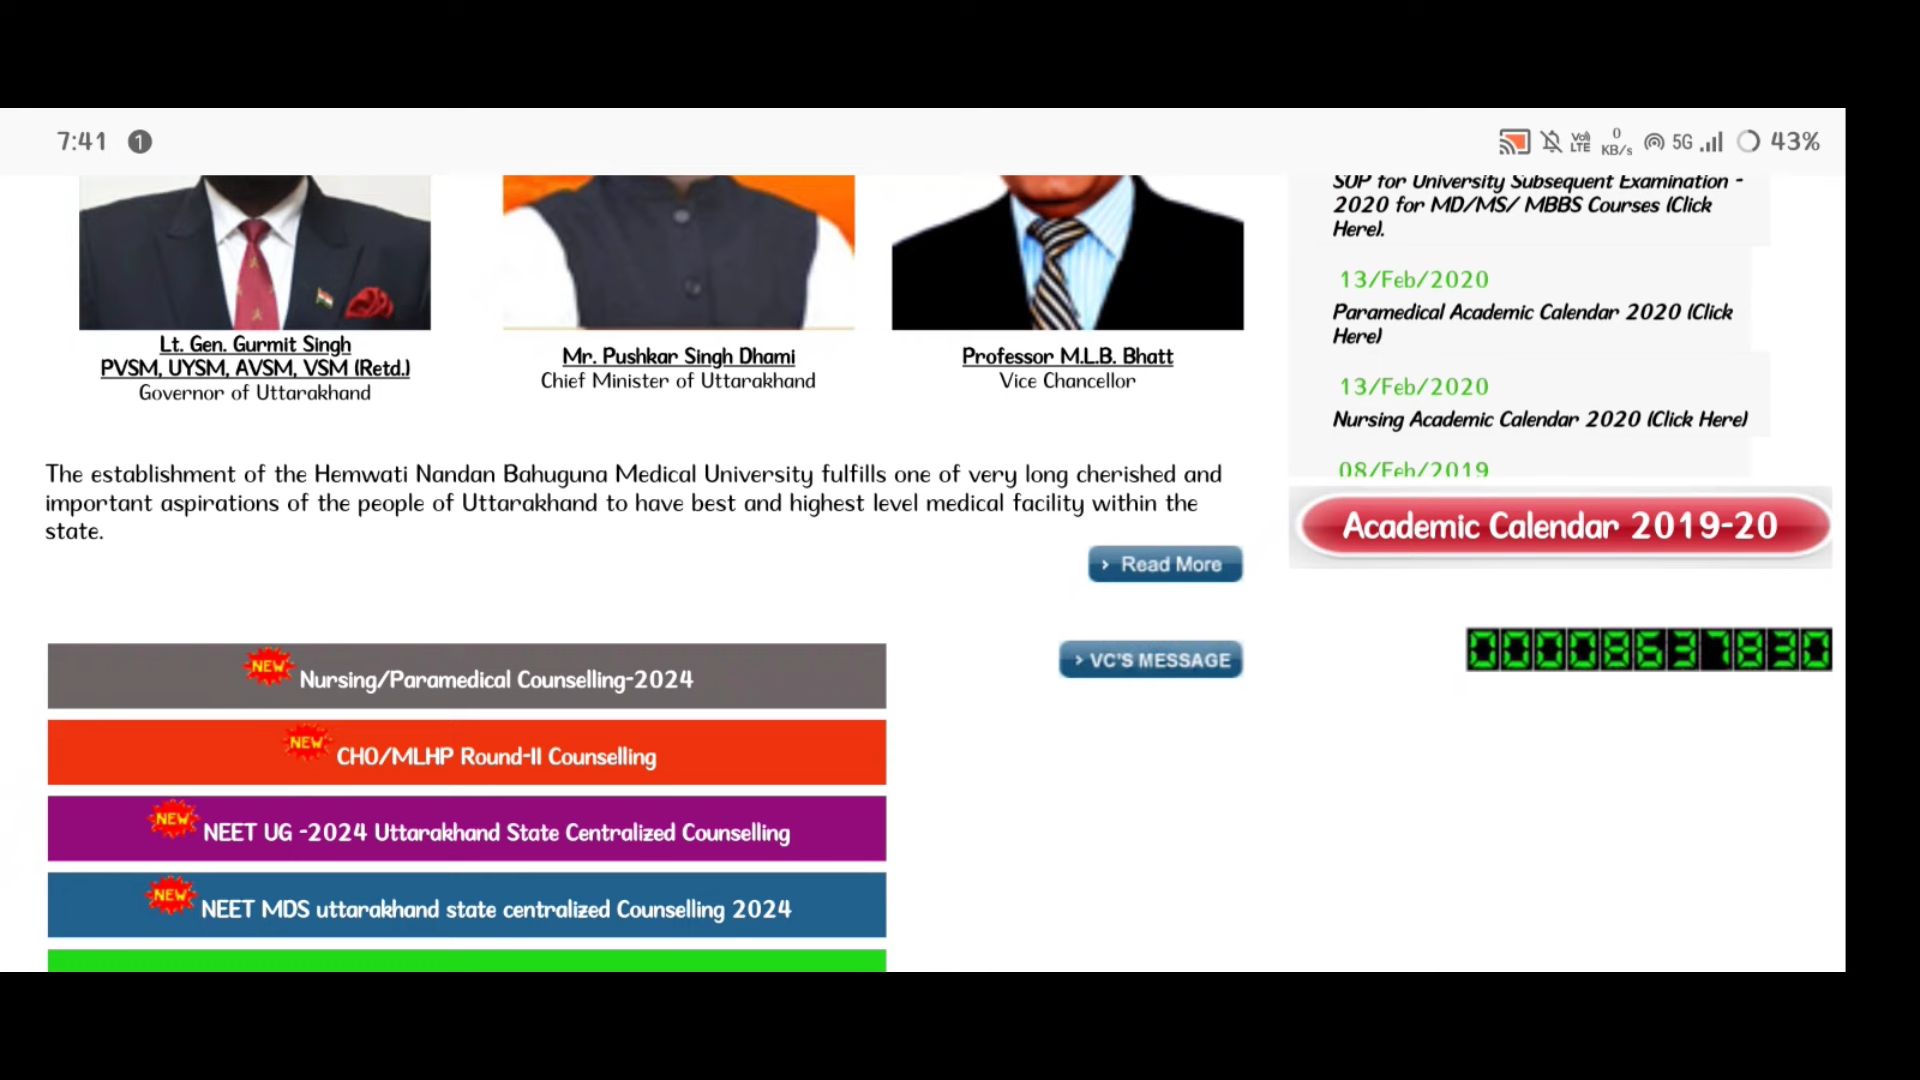 7:41 1
0 KB/s 5G 43%
VoI) LTE
Lt. Gen. Gurmit Singh
PVSM, UYSM, AVSM, VSM (Retd.)
Governor of Uttarakhand
Mr. Pushkar Singh Dhami
Chief Minister of Uttarakhand
Professor M.L.B. Bhatt
Vice Chancellor
The establishment of the Hemwati Nandan Bahuguna Medical University fulfills one of very long cherished and
important aspirations of the people of Uttarakhand to have best and highest level medical facility within the
state.
› Read More
› VC'S MESSAGE
NEW Nursing/Paramedical Counselling-2024
NEW CHO/MLHP Round-II Counselling
NEW NEET UG -2024 Uttarakhand State Centralized Counselling
NEW NEET MDS uttarakhand state centralized Counselling 2024
SOP for University Subsequent Examination -
2020 for MD/MS/ MBBS Courses (Click
Here).
13/Feb/2020
Paramedical Academic Calendar 2020 (Click
Here)
13/Feb/2020
Nursing Academic Calendar 2020 (Click Here)
08/Feb/2019
Academic Calendar 2019-20